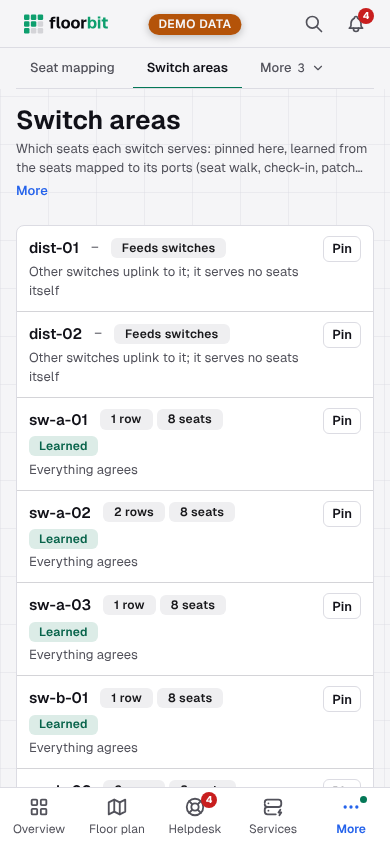 floorbit
DEMO DATA
4
Seat mapping
Switch areas
More 3
Switch areas
Which seats each switch serves: pinned here, learned from
the seats mapped to its ports (seat walk, check-in, patch…
More
dist-01 – Feeds switches Pin
Other switches uplink to it; it serves no seats
itself
dist-02 – Feeds switches Pin
Other switches uplink to it; it serves no seats
itself
sw-a-01 1 row 8 seats Pin
Learned
Everything agrees
sw-a-02 2 rows 8 seats Pin
Learned
Everything agrees
sw-a-03 1 row 8 seats Pin
Learned
Everything agrees
sw-b-01 1 row 8 seats Pin
Learned
Everything agrees
4
Overview
Floor plan
Helpdesk
Services
More